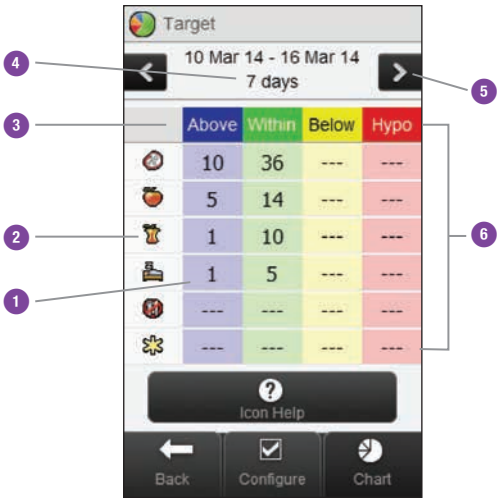 Target
10 Mar 14 - 16 Mar 14
7 days
Above Within Below Hypo
10 36 --- ---
5 14 --- ---
1 10 --- ---
1 5 --- ---
--- --- --- ---
--- --- --- ---
?
Icon Help
Back Configure Chart
4
5
3
2
6
1